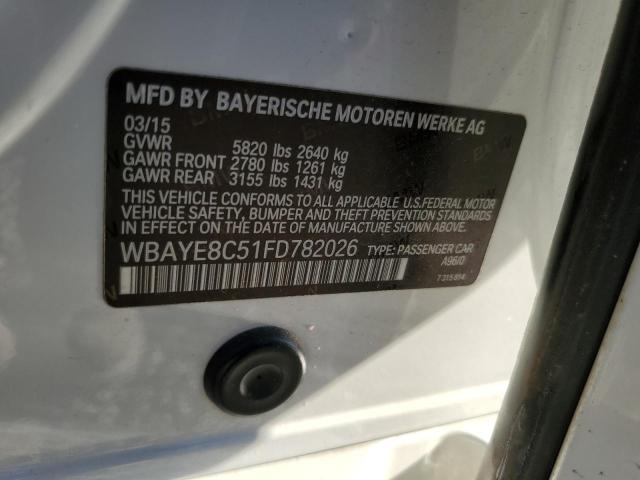 MFD BY BAYERISCHE MOTOREN WERKE AG
03/15
GVWR 5820 lbs 2640 kg
GAWR FRONT 2780 lbs 1261 kg
GAWR REAR 3155 lbs 1431 kg
THIS VEHICLE CONFORMS TO ALL APPLICABLE U.S.FEDERAL MOTOR
VEHICLE SAFETY, BUMPER AND THEFT PREVENTION STANDARDS
IN EFFECT ON THE DATE OF MANUFACTURE SHOWN ABOVE.
WBAYE8C51FD782026 TYPE: PASSENGER CAR
A96/0